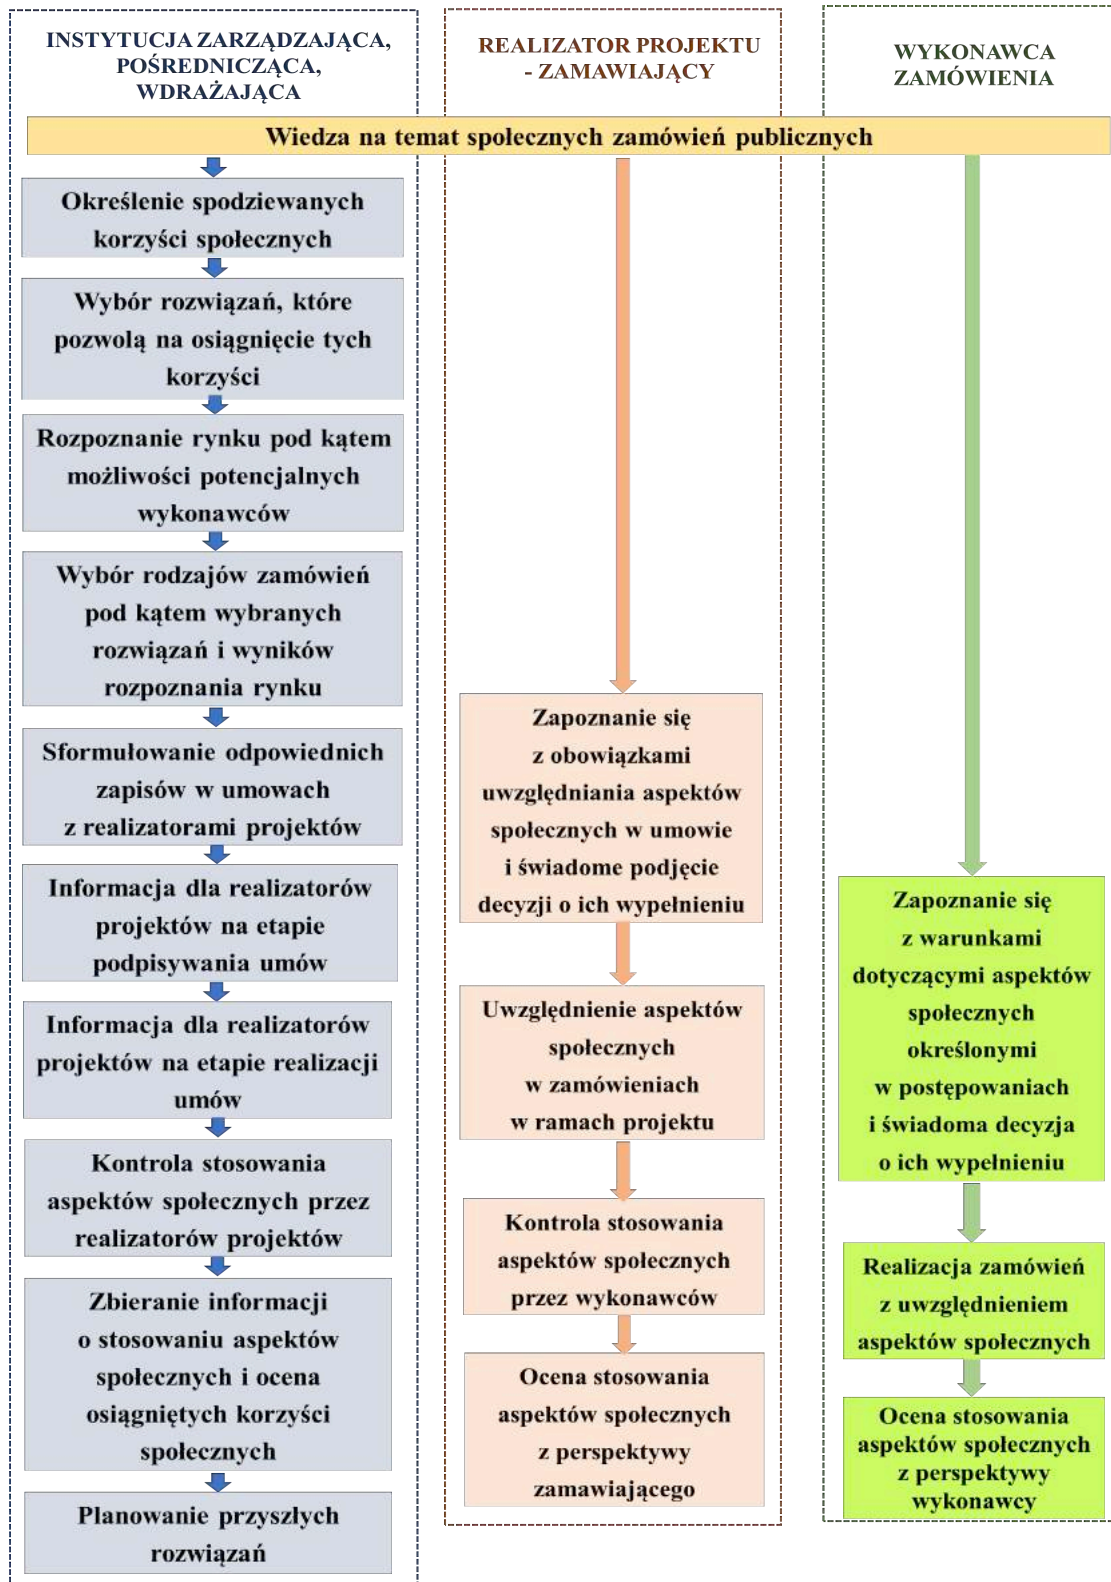 INSTYTUCJA ZARZĄDZAJĄCA,
POŚREDNICZĄCA,
WDRAŻAJĄCA
REALIZATOR PROJEKTU
- ZAMAWIAJĄCY
WYKONAWCA
ZAMÓWIENIA
Wiedza na temat społecznych zamówień publicznych
Określenie spodziewanych
korzyści społecznych
Wybór rozwiązań, które
pozwolą na osiągnięcie tych
korzyści
Rozpoznanie rynku pod kątem
możliwości potencjalnych
wykonawców
Wybór rodzajów zamówień
pod kątem wybranych
rozwiązań i wyników
rozpoznania rynku
Sformułowanie odpowiednich
zapisów w umowach
z realizatorami projektów
Informacja dla realizatorów
projektów na etapie
podpisywania umów
Informacja dla realizatorów
projektów na etapie realizacji
umów
Kontrola stosowania
aspektów społecznych przez
realizatorów projektów
Zbieranie informacji
o stosowaniu aspektów
społecznych i ocena
osiągniętych korzyści
społecznych
Planowanie przyszłych
rozwiązań
Zapoznanie się
z obowiązkami
uwzględniania aspektów
społecznych w umowie
i świadome podjęcie
decyzji o ich wypełnieniu
Uwzględnienie aspektów
społecznych
w zamówieniach
w ramach projektu
Kontrola stosowania
aspektów społecznych
przez wykonawców
Ocena stosowania
aspektów społecznych
z perspektywy
zamawiającego
Zapoznanie się
z warunkami
dotyczącymi aspektów
społecznych
określonymi
w postępowaniach
i świadoma decyzja
o ich wypełnieniu
Realizacja zamówień
z uwzględnieniem
aspektów społecznych
Ocena stosowania
aspektów społecznych
z perspektywy
wykonawcy